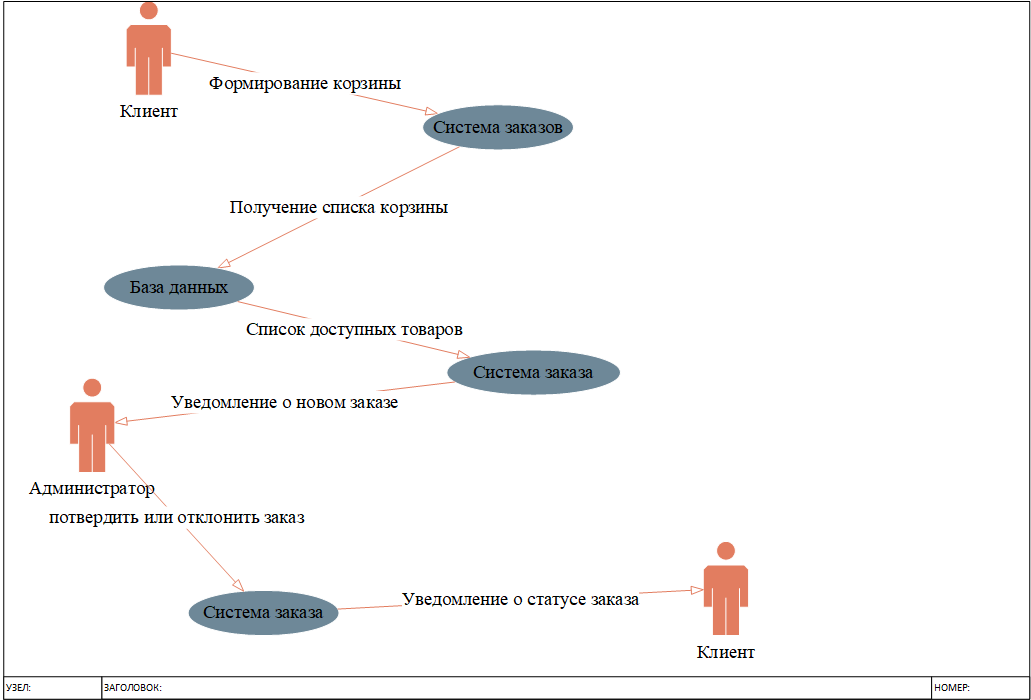 Формирование корзины
Клиент
Система заказов
Получение списка корзины
База данных
Список доступных товаров
Система заказа
Уведомление о новом заказе
Администратор
потвердить или отклонить заказ
Уведомление о статусе заказа
Система заказа
Клиент
УЗЕЛ:
ЗАГОЛОВОК:
НОМЕР: